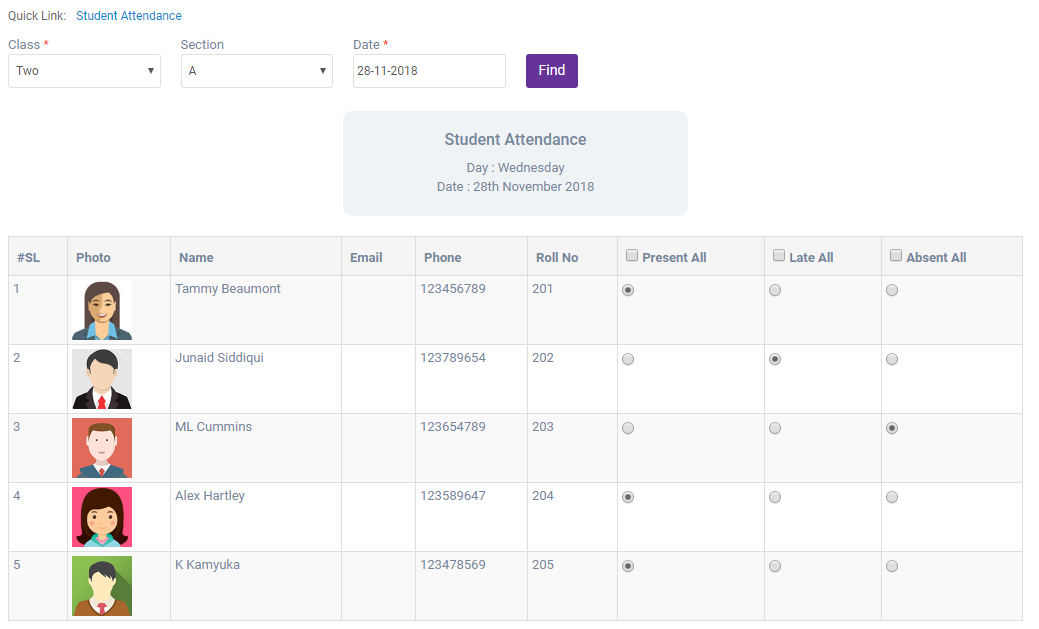 Quick Link: Student Attendance
Class * Section Date *
Two A 28-11-2018 Find
Student Attendance
Day : Wednesday
Date : 28th November 2018
#SL Photo Name Email Phone Roll No Present All Late All Absent All
1 Tammy Beaumont 123456789 201
2 Junaid Siddiqui 123789654 202
3 ML Cummins 123654789 203
4 Alex Hartley 123589647 204
5 K Kamyuka 123478569 205